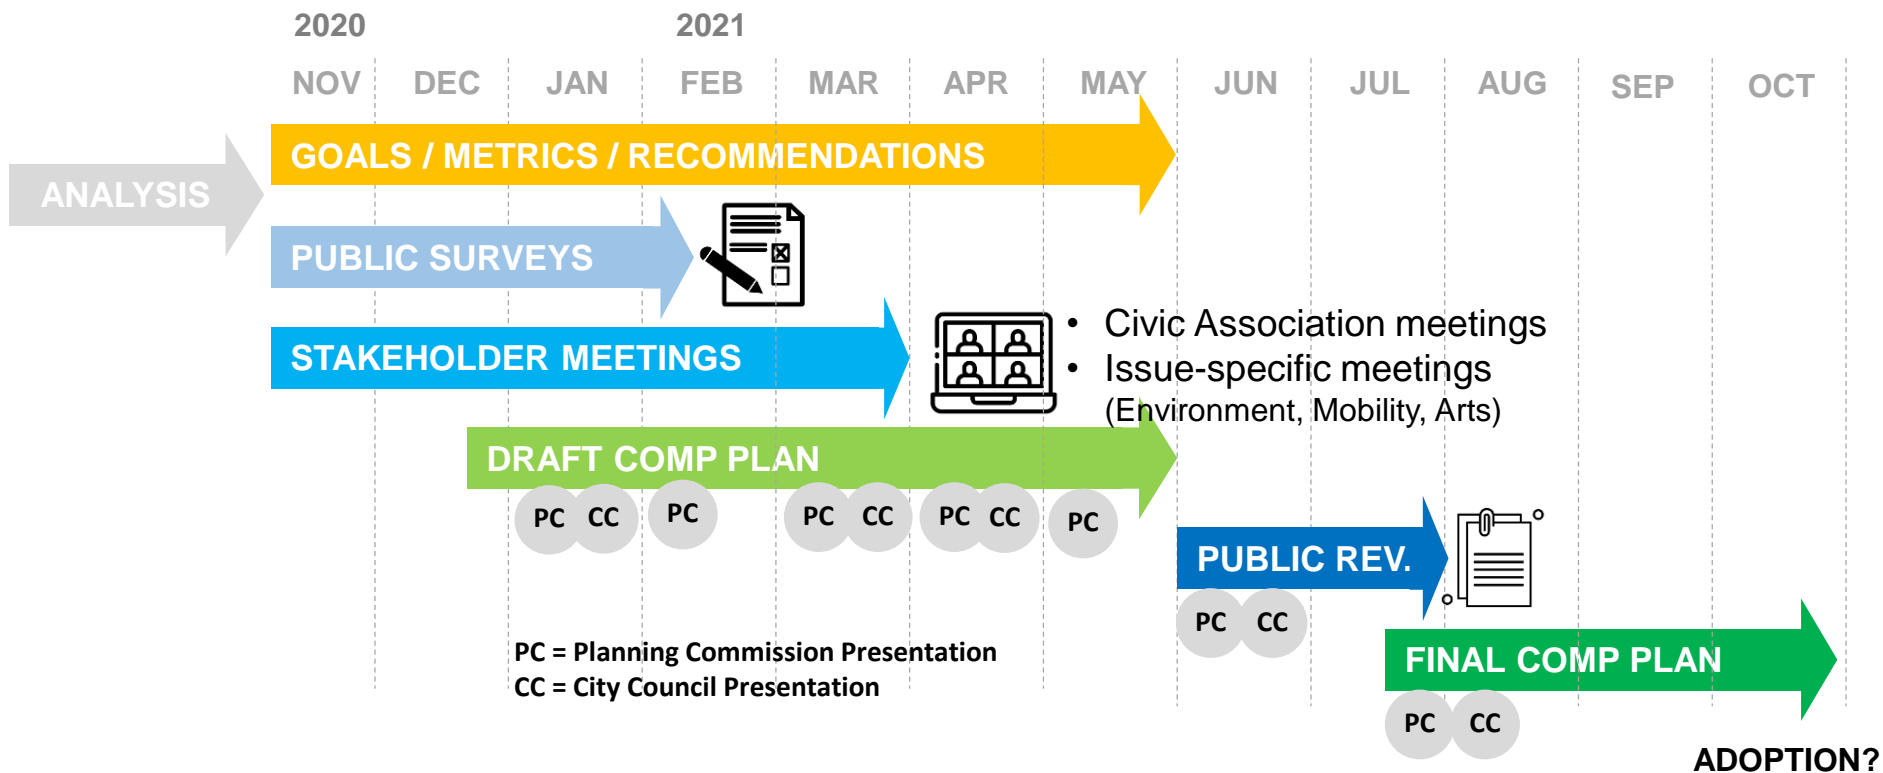 2020 2021
NOV DEC JAN FEB MAR APR MAY JUN JUL AUG SEP OCT
GOALS / METRICS / RECOMMENDATIONS
ANALYSIS
PUBLIC SURVEYS
• Civic Association meetings
STAKEHOLDER MEETINGS
• Issue-specific meetings
(Environment, Mobility, Arts)
DRAFT COMP PLAN
PC CC PC PC CC PC CC PC
PUBLIC REV.
PC CC
PC = Planning Commission Presentation
CC = City Council Presentation
FINAL COMP PLAN
PC CC
ADOPTION?